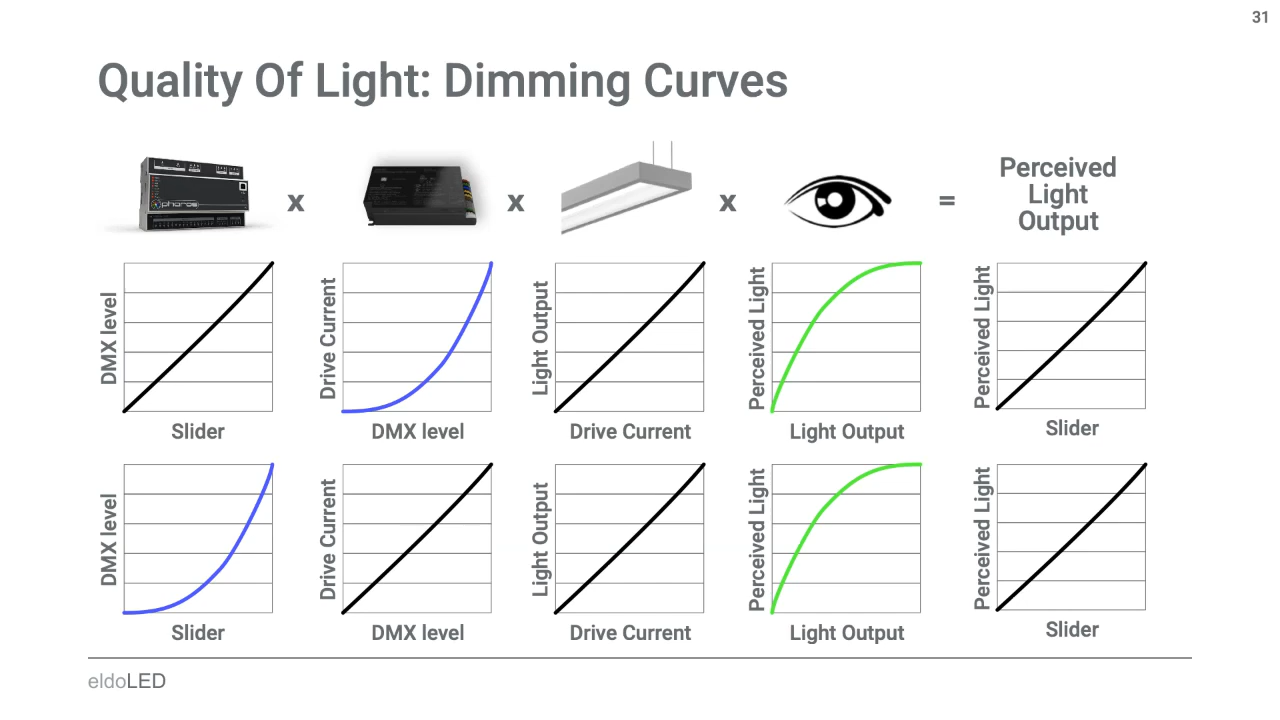 31
Quality Of Light: Dimming Curves
pharos
x
x
x
=
Perceived
Light
Output
DMX level
Slider
Drive Current
DMX level
Light Output
Drive Current
Perceived Light
Light Output
Perceived Light
Slider
DMX level
Slider
Drive Current
DMX level
Light Output
Drive Current
Perceived Light
Light Output
Perceived Light
Slider
eldoLED